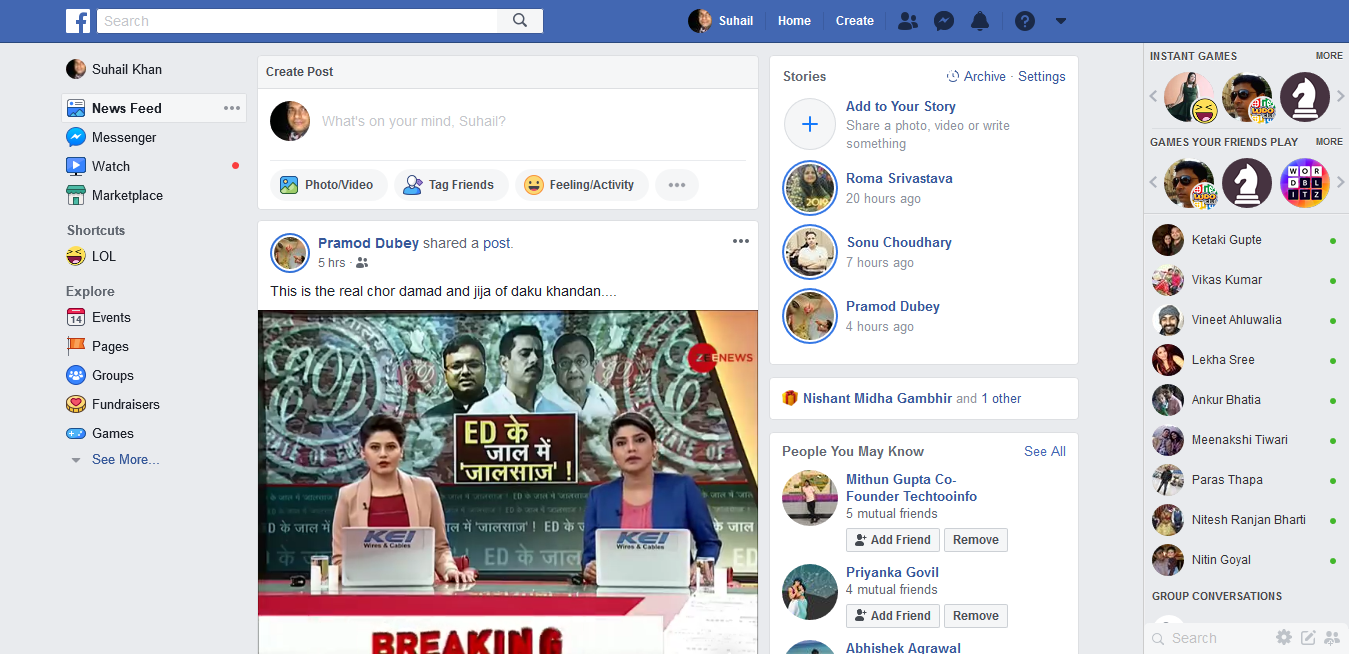 Search
Suhail
Home
Create
Suhail Khan
News Feed
Messenger
Watch
Marketplace
Shortcuts
LOL
Explore
14
Events
Pages
Groups
Fundraisers
Games
See More...
Create Post
What's on your mind, Suhail?
Photo/Video
Tag Friends
Feeling/Activity
Pramod Dubey shared a post.
5 hrs ·
This is the real chor damad and jija of daku khandan....
ZEE NEWS
ED के
जाल में
'जालसाज़' !
KEI
Wires & Cables
KEI
Wires & Cables
BREAKING
Stories
Archive · Settings
Add to Your Story
Share a photo, video or write
something
Roma Srivastava
20 hours ago
Sonu Choudhary
7 hours ago
Pramod Dubey
4 hours ago
Nishant Midha Gambhir and 1 other
People You May Know
See All
Mithun Gupta Co-
Founder Techtooinfo
5 mutual friends
Add Friend
Remove
Priyanka Govil
4 mutual friends
Add Friend
Remove
Abhishek Agrawal
INSTANT GAMES
MORE
GAMES YOUR FRIENDS PLAY
MORE
WOR
DBL
ITZ
Ketaki Gupte
Vikas Kumar
Vineet Ahluwalia
Lekha Sree
Ankur Bhatia
Meenakshi Tiwari
Paras Thapa
Nitesh Ranjan Bharti
Nitin Goyal
GROUP CONVERSATIONS
Search